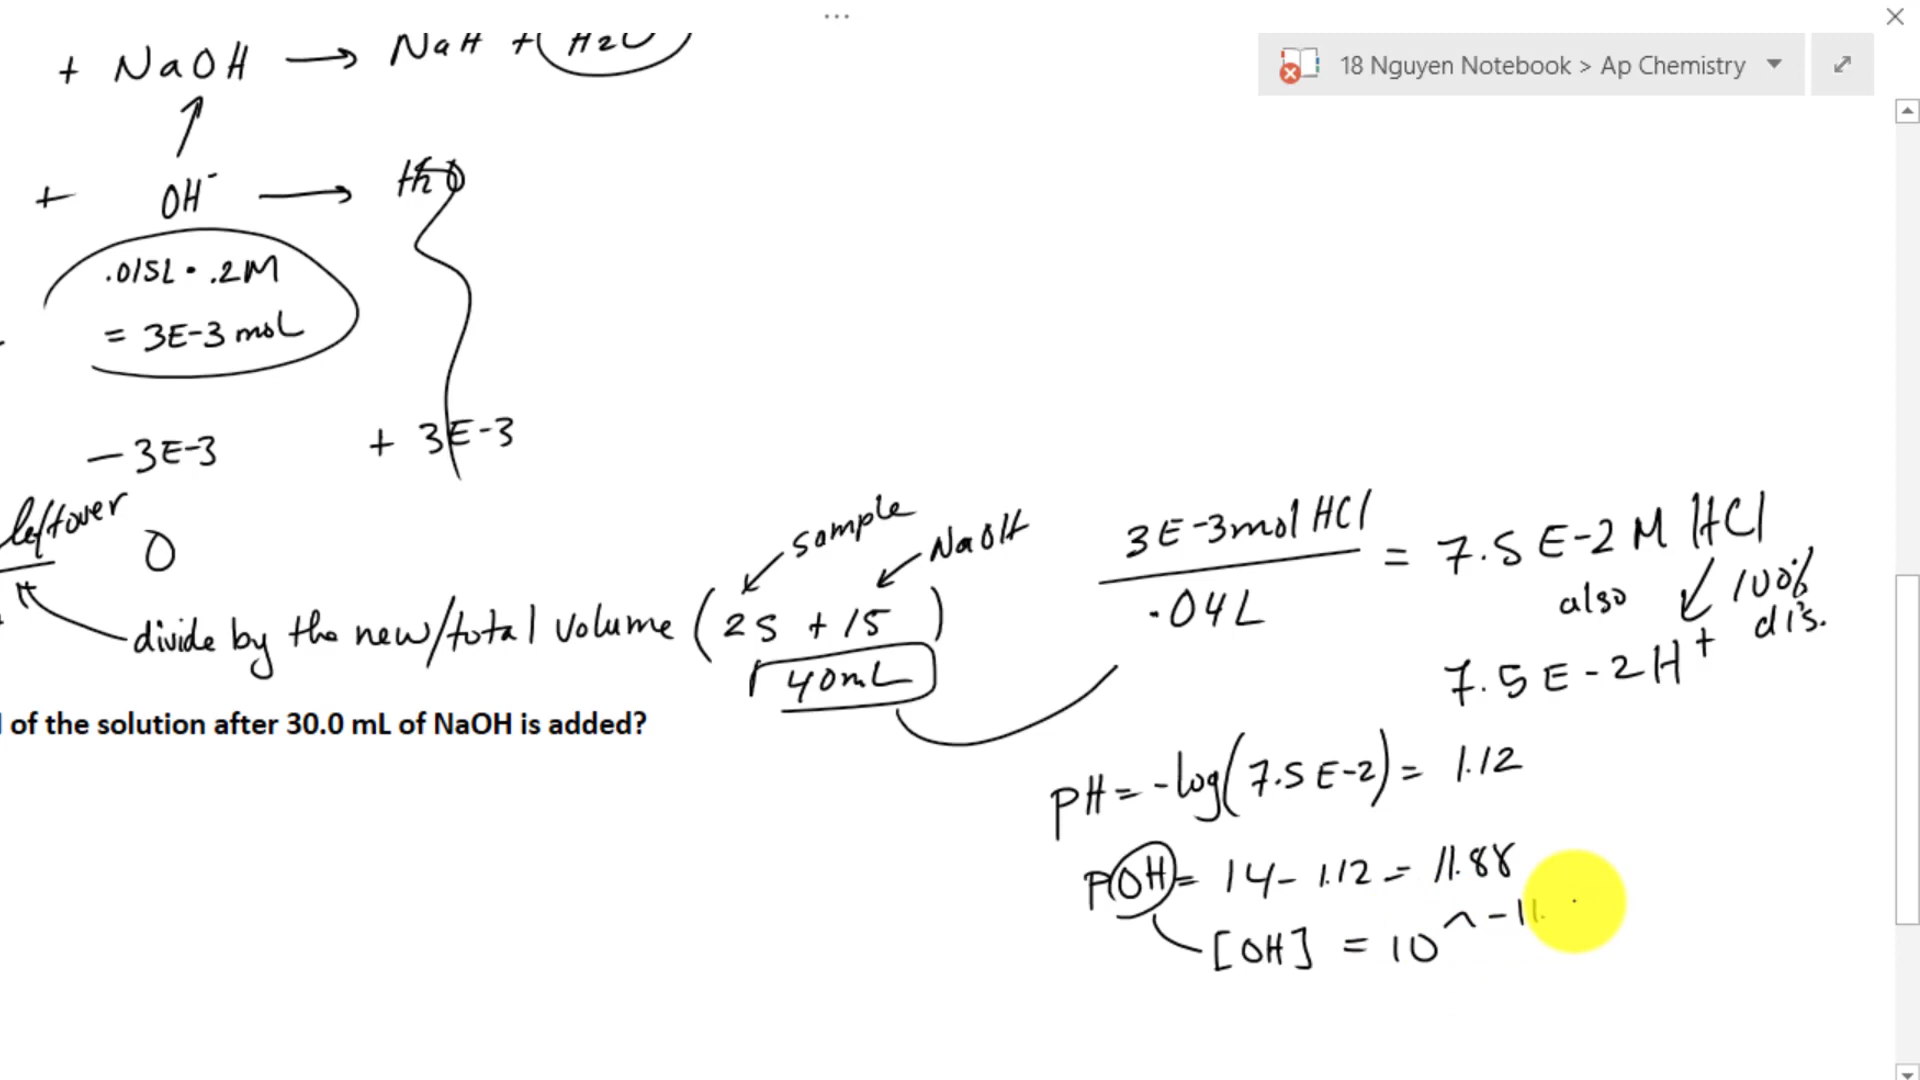 + NaOH → NaH + H2O
18 Nguyen Notebook > Ap Chemistry
+ OH⁻ → H2O
.015L · .2M
= 3E-3 mol
- 3E-3 + 3E-3
leftover 0
sample
NaOH
divide by the new/total volume (25 + 15)
40mL
3E-3mol HCl / .04L = 7.5E-2 M HCl
also
100% dis.
7.5E-2 H⁺
of the solution after 30.0 mL of NaOH is added?
pH = -log(7.5E-2) = 1.12
POH = 14 - 1.12 = 11.88
[OH] = 10^-11.